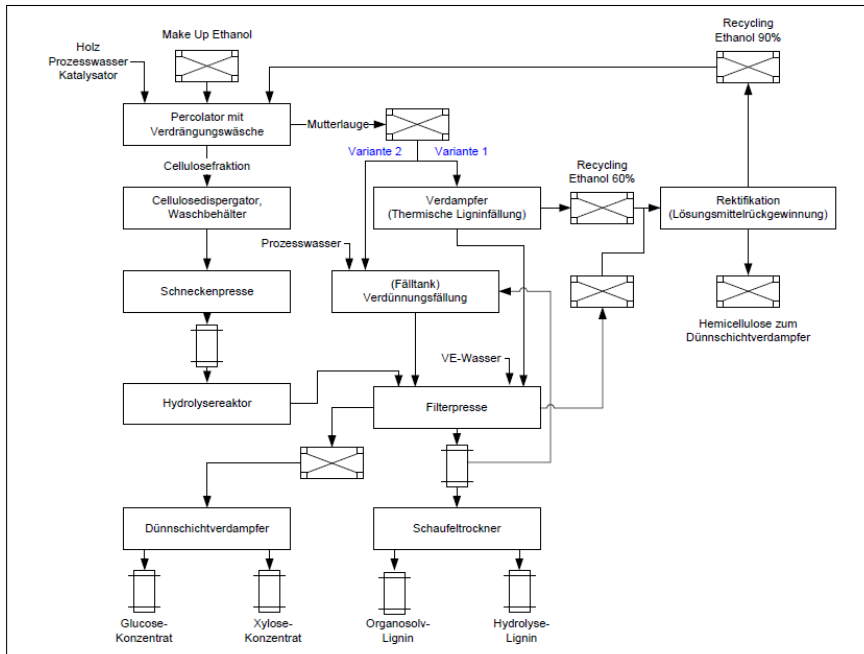 Make Up Ethanol
Recycling
Ethanol 90%
Holz
Prozesswasser
Katalysator
Percolator mit
Verdrängungswäsche
Mutterlauge
Variante 2
Variante 1
Cellulosefraktion
Recycling
Ethanol 60%
Cellulosedispergator,
Waschbehälter
Verdampfer
(Thermische Ligninfällung)
Rektifikation
(Lösungsmittelrückgewinnung)
Prozesswasser
Schneckenpresse
(Fälltank)
Verdünnungsfällung
Hemicellulose zum
Dünnschichtverdampfer
VE-Wasser
Hydrolysereaktor
Filterpresse
Dünnschichtverdampfer
Schaufeltrockner
Glucose-
Konzentrat
Xylose-
Konzentrat
Organosolv-
Lignin
Hydrolyse-
Lignin